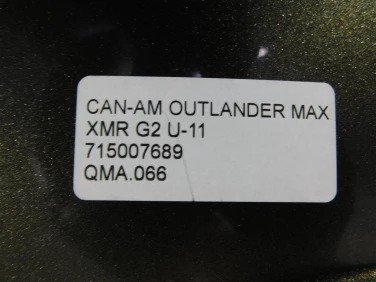 CAN-AM OUTLANDER MAX
XMR G2 U-11
715007689
QMA.066